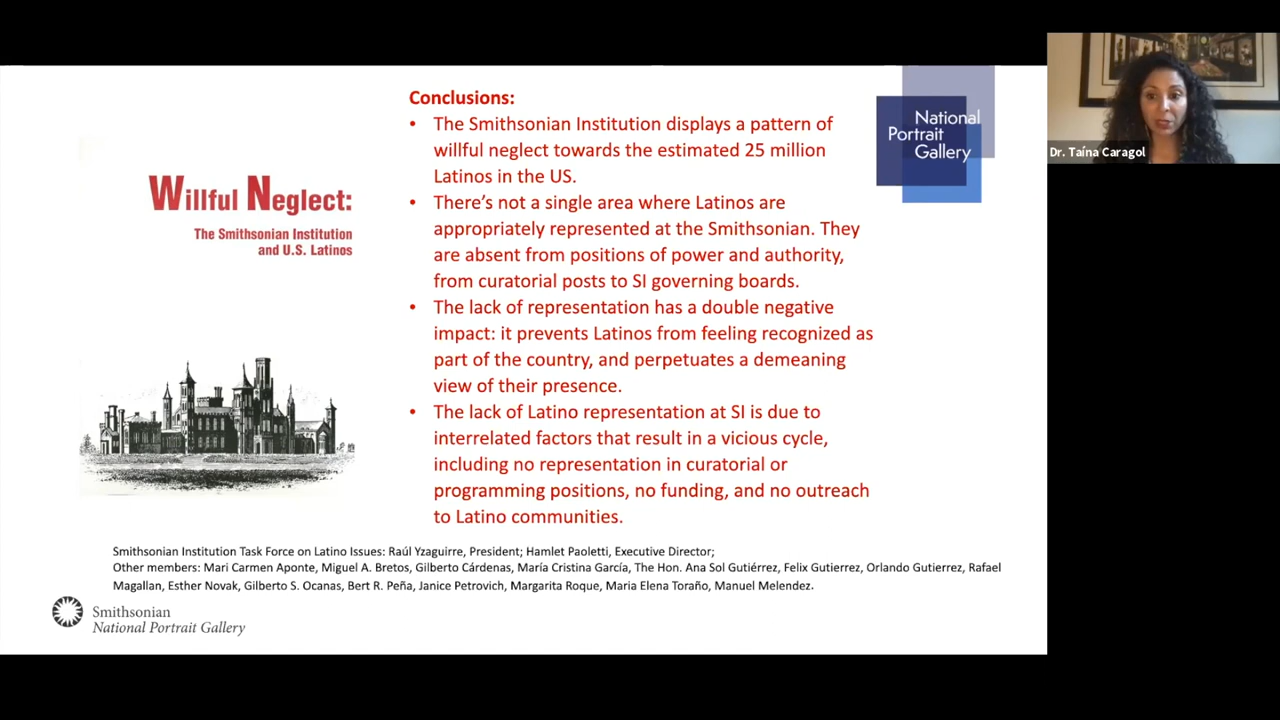 Willful Neglect:
The Smithsonian Institution
and U.S. Latinos
Conclusions:
• The Smithsonian Institution displays a pattern of
willful neglect towards the estimated 25 million
Latinos in the US.
• There’s not a single area where Latinos are
appropriately represented at the Smithsonian. They
are absent from positions of power and authority,
from curatorial posts to SI governing boards.
• The lack of representation has a double negative
impact: it prevents Latinos from feeling recognized as
part of the country, and perpetuates a demeaning
view of their presence.
• The lack of Latino representation at SI is due to
interrelated factors that result in a vicious cycle,
including no representation in curatorial or
programming positions, no funding, and no outreach
to Latino communities.
National
Portrait
Gallery
Dr. Taína Caragol
Smithsonian Institution Task Force on Latino Issues: Raúl Yzaguirre, President; Hamlet Paoletti, Executive Director;
Other members: Mari Carmen Aponte, Miguel A. Bretos, Gilberto Cárdenas, María Cristina García, The Hon. Ana Sol Gutiérrez, Felix Gutierrez, Orlando Gutierrez, Rafael
Magallan, Esther Novak, Gilberto S. Ocanas, Bert R. Peña, Janice Petrovich, Margarita Roque, Maria Elena Toraño, Manuel Melendez.
Smithsonian
National Portrait Gallery